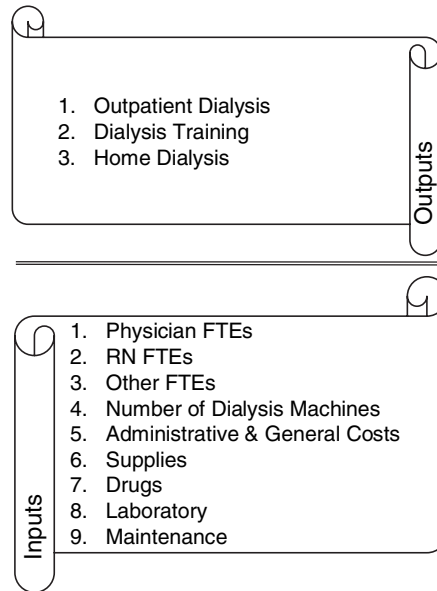 1. Outpatient Dialysis
2. Dialysis Training
3. Home Dialysis
Outputs
1. Physician FTEs
2. RN FTEs
3. Other FTEs
4. Number of Dialysis Machines
5. Administrative & General Costs
6. Supplies
7. Drugs
8. Laboratory
9. Maintenance
Inputs